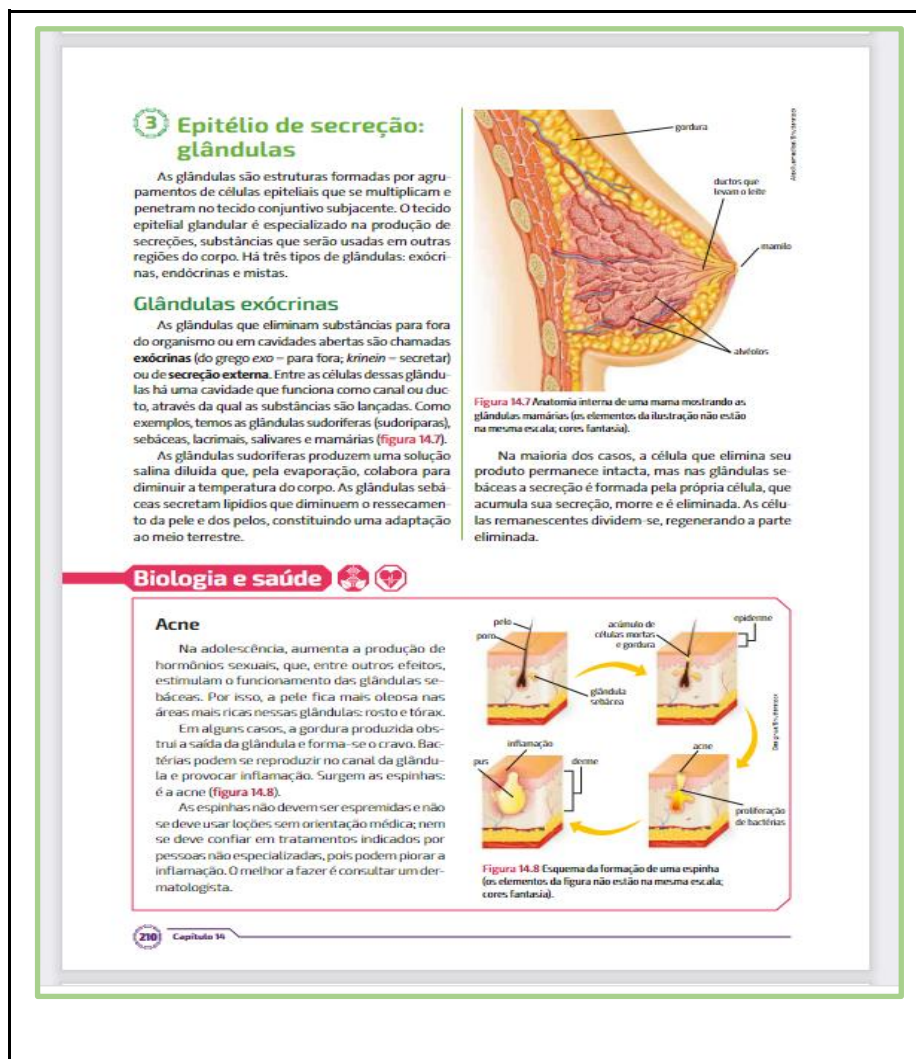 3 Epitélio de secreção:
glândulas
As glândulas são estruturas formadas por agru-
pamentos de células epiteliais que se multiplicam e
penetram no tecido conjuntivo subjacente. O tecido
epitelial glandular é especializado na produção de
secreções, substâncias que serão usadas em outras
regiões do corpo. Há três tipos de glândulas: exócri-
nas, endócrinas e mistas.
Glândulas exócrinas
As glândulas que eliminam substâncias para fora
do organismo ou em cavidades abertas são chamadas
exócrinas (do grego exo – para fora; krinein – secretar)
ou de secreção externa. Entre as células dessas glându-
las há uma cavidade que funciona como canal ou duc-
to, através da qual as substâncias são lançadas. Como
exemplos, temos as glândulas sudoríferas (sudoríparas),
sebáceas, lacrimais, salivares e mamárias (figura 14.7).
As glândulas sudoríferas produzem uma solução
salina diluída que, pela evaporação, colabora para
diminuir a temperatura do corpo. As glândulas sebá-
ceas secretam lipídios que diminuem o ressecamen-
to da pele e dos pelos, constituindo uma adaptação
ao meio terrestre.
gordura
ductos que
levam o leite
mamilo
alvéolos
Figura 14.7 Anatomia interna de uma mama mostrando as
glândulas mamárias (os elementos da ilustração não estão
na mesma escala; cores fantasia).
Na maioria dos casos, a célula que elimina seu
produto permanece intacta, mas nas glândulas se-
báceas a secreção é formada pela própria célula, que
acumula sua secreção, morre e é eliminada. As célu-
las remanescentes dividem-se, regenerando a parte
eliminada.
Biologia e saúde
Acne
Na adolescência, aumenta a produção de
hormônios sexuais, que, entre outros efeitos,
estimulam o funcionamento das glândulas se-
báceas. Por isso, a pele fica mais oleosa nas
áreas mais ricas nessas glândulas: rosto e tórax.
Em alguns casos, a gordura produzida obs-
trui a saída da glândula e forma-se o cravo. Bac-
térias podem se reproduzir no canal da glându-
la e provocar inflamação. Surgem as espinhas:
é a acne (figura 14.8).
As espinhas não devem ser espremidas e não
se deve usar loções sem orientação médica; nem
se deve confiar em tratamentos indicados por
pessoas não especializadas, pois podem piorar a
inflamação. O melhor a fazer é consultar um der-
matologista.
pelo
poro
glândula
sebácea
acúmulo de
células mortas
e gordura
epiderme
acne
proliferação
de bactérias
inflamação
pus
derme
Figura 14.8 Esquema da formação de uma espinha
(os elementos da figura não estão na mesma escala;
cores fantasia).
210 Capítulo 14